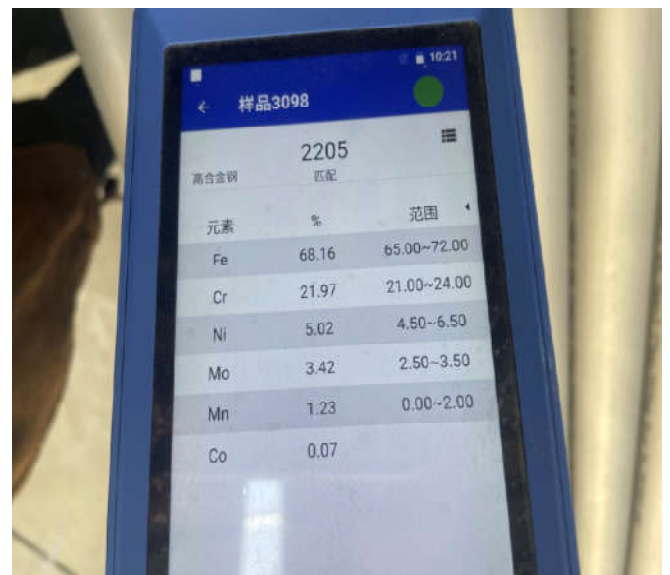 10:21
← 样品3098
2205
高合金钢 匹配
元素 % 范围
Fe 68.16 65.00~72.00
Cr 21.97 21.00~24.00
Ni 5.02 4.50~6.50
Mo 3.42 2.50~3.50
Mn 1.23 0.00~2.00
Co 0.07